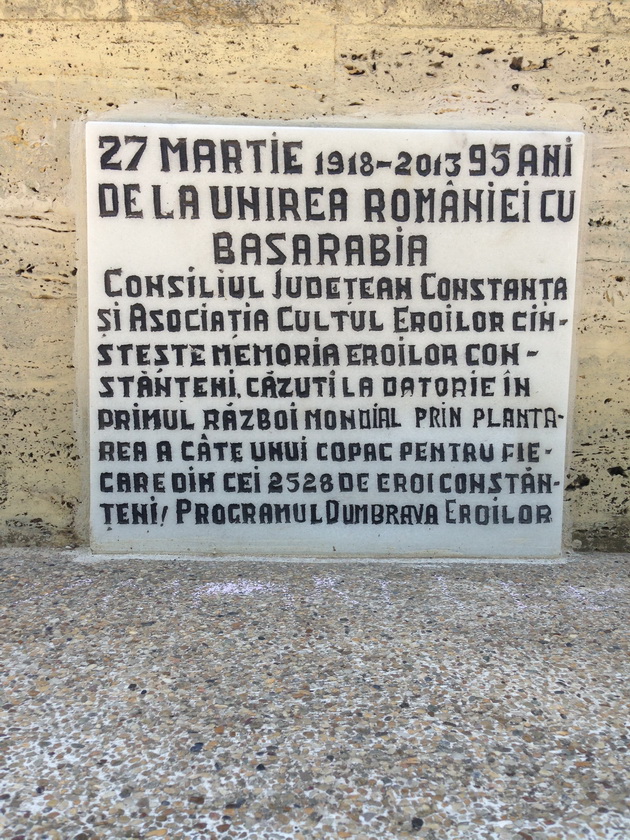 27 MARTIE 1918-2013 95 ANI
DE LA UNIREA ROMÂNIEI CU
BASARABIA
CONSILIUL JUDEȚEAN CONSTANTA
ȘI ASOCIAȚIA CULTUL EROILOR CIN-
STEȘTE MEMORIA EROILOR CON-
STĂNȚENI, CĂZUȚI LA DATORIE ÎN
PRIMUL RĂZBOI MONDIAL PRIN PLANTA-
REA A CÂTE UNUI COPAC PENTRU FIE-
CARE DIN CEI 2528 DE EROI CONSTĂN-
ȚENI! PROGRAMUL DUMBRAVA EROILOR